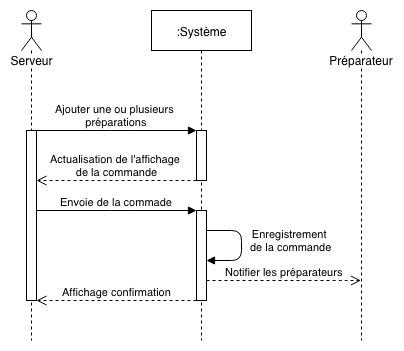 :Système
Serveur
Préparateur
Ajouter une ou plusieurs
préparations
Actualisation de l'affichage
de la commande
Envoie de la commade
Enregistrement
de la commande
Notifier les préparateurs
Affichage confirmation